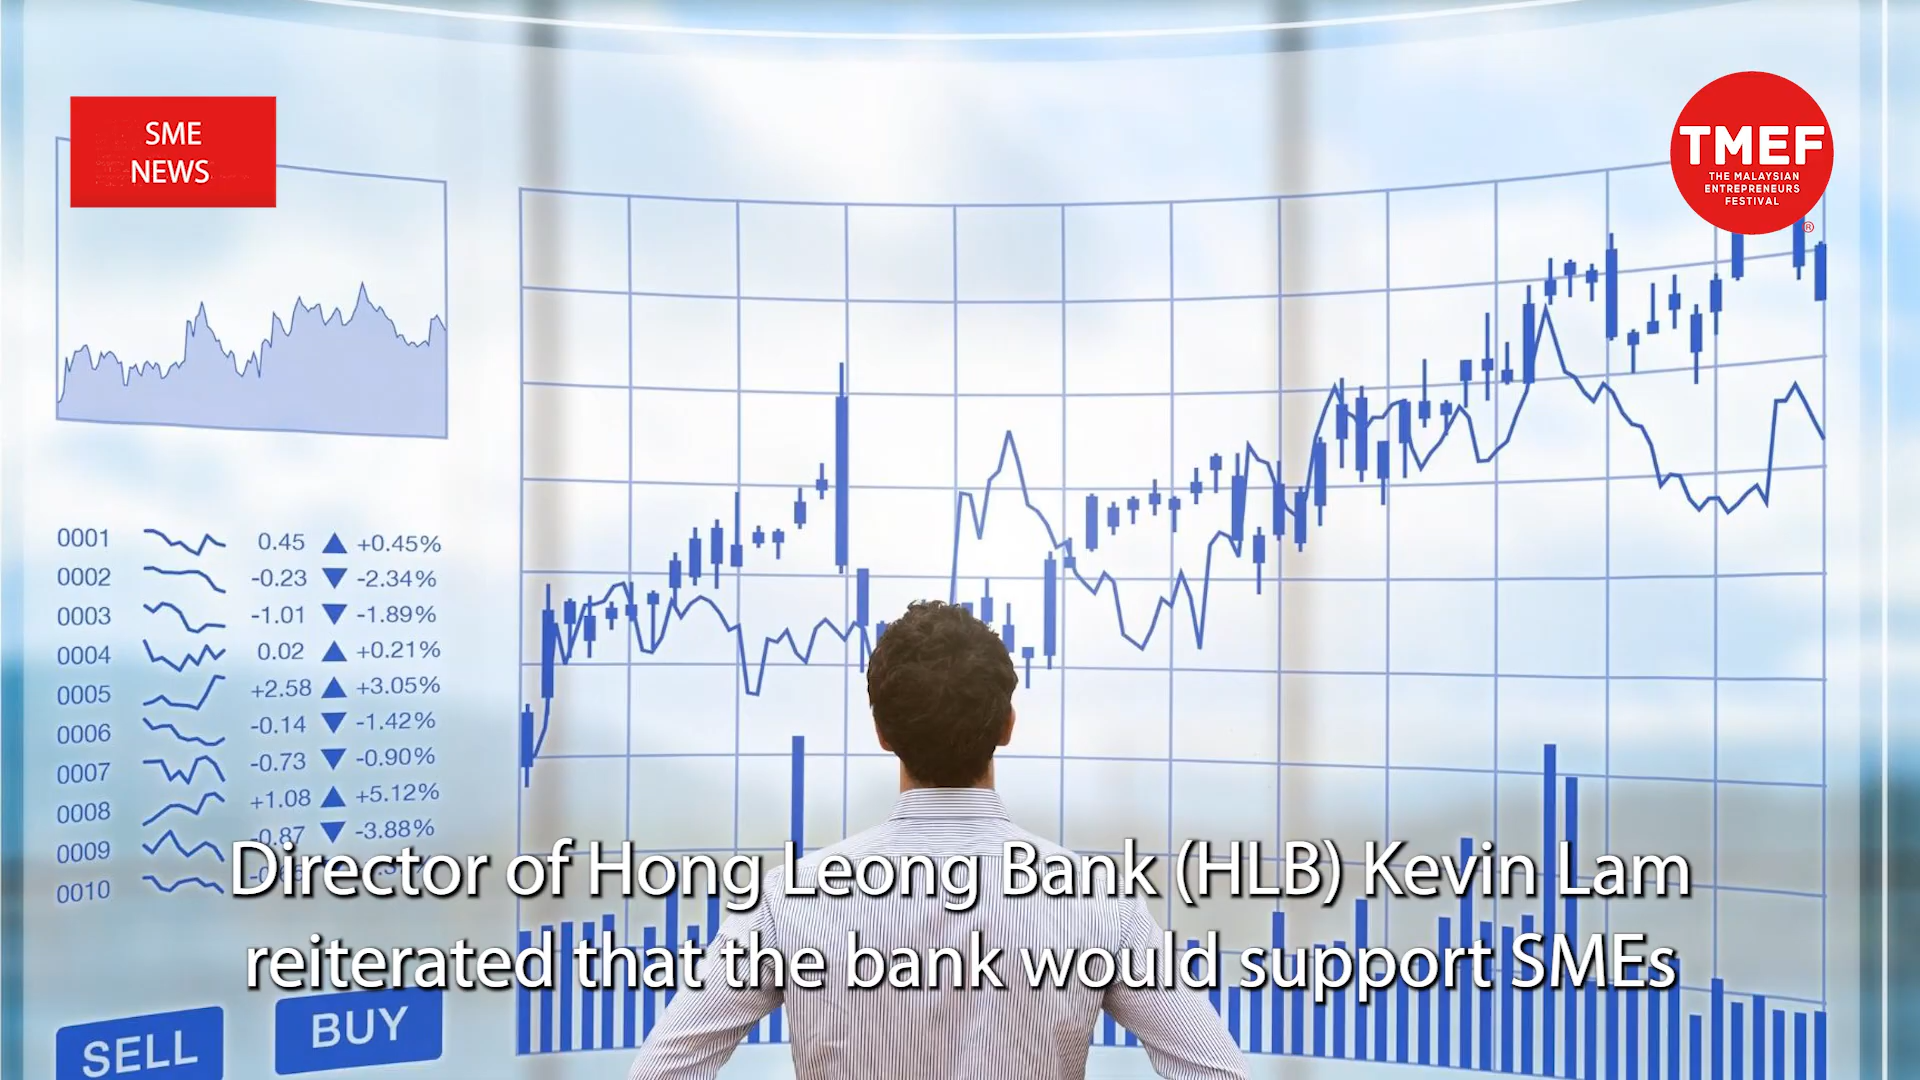 SME
NEWS
TMEF
THE MALAYSIAN
ENTREPRENEURS
FESTIVAL
®
0001 0.45 ▲ +0.45%
0002 -0.23 ▼ -2.34%
0003 -1.01 ▼ -1.89%
0004 0.02 ▲ +0.21%
0005 +2.58 ▲ +3.05%
0006 -0.14 ▼ -1.42%
0007 -0.73 ▼ -0.90%
0008 +1.08 ▲ +5.12%
0009 -0.87 ▼ -3.88%
0010
Director of Hong Leong Bank (HLB) Kevin Lam
reiterated that the bank would support SMEs
SELL
BUY